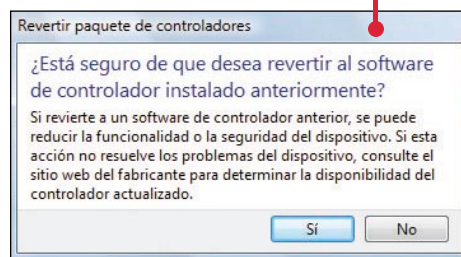 Revertir paquete de controladores
¿Está seguro de que desea revertir al software
de controlador instalado anteriormente?
Si revierte a un software de controlador anterior, se puede
reducir la funcionalidad o la seguridad del dispositivo. Si esta
acción no resuelve los problemas del dispositivo, consulte el
sitio web del fabricante para determinar la disponibilidad del
controlador actualizado.
Sí No